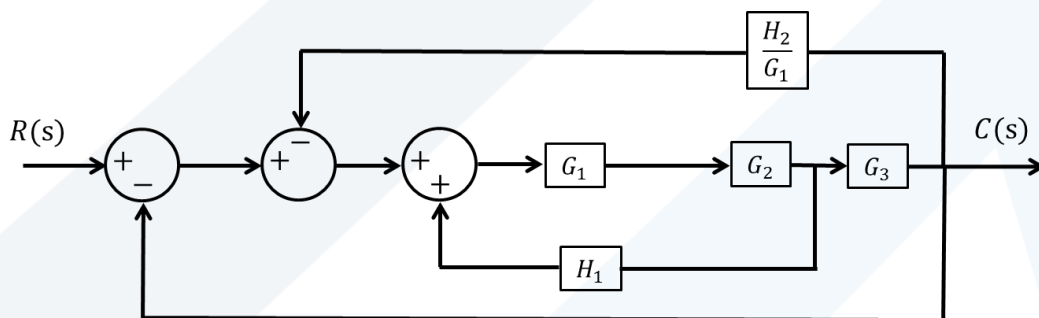 H₂
G₁
R(s)
C(s)
+
−
+
−
+
+
G₁
G₂
G₃
H₁